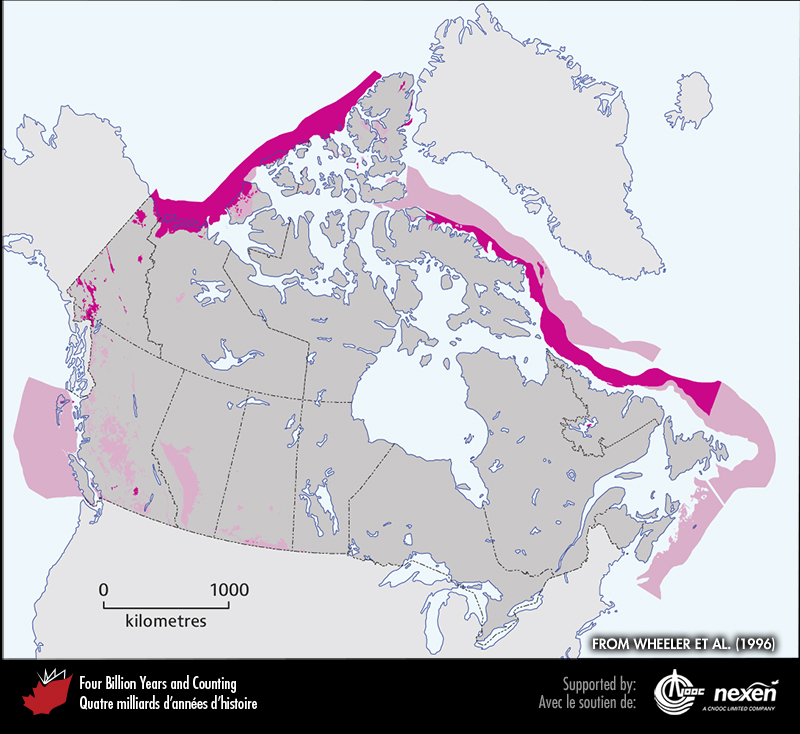 0 1000
kilometres
FROM WHEELER ET AL. (1996)
Four Billion Years and Counting
Quatre milliards d'années d'histoire
Supported by:
Avec le soutien de:
CNOOC
nexen
A CNOOC LIMITED COMPANY